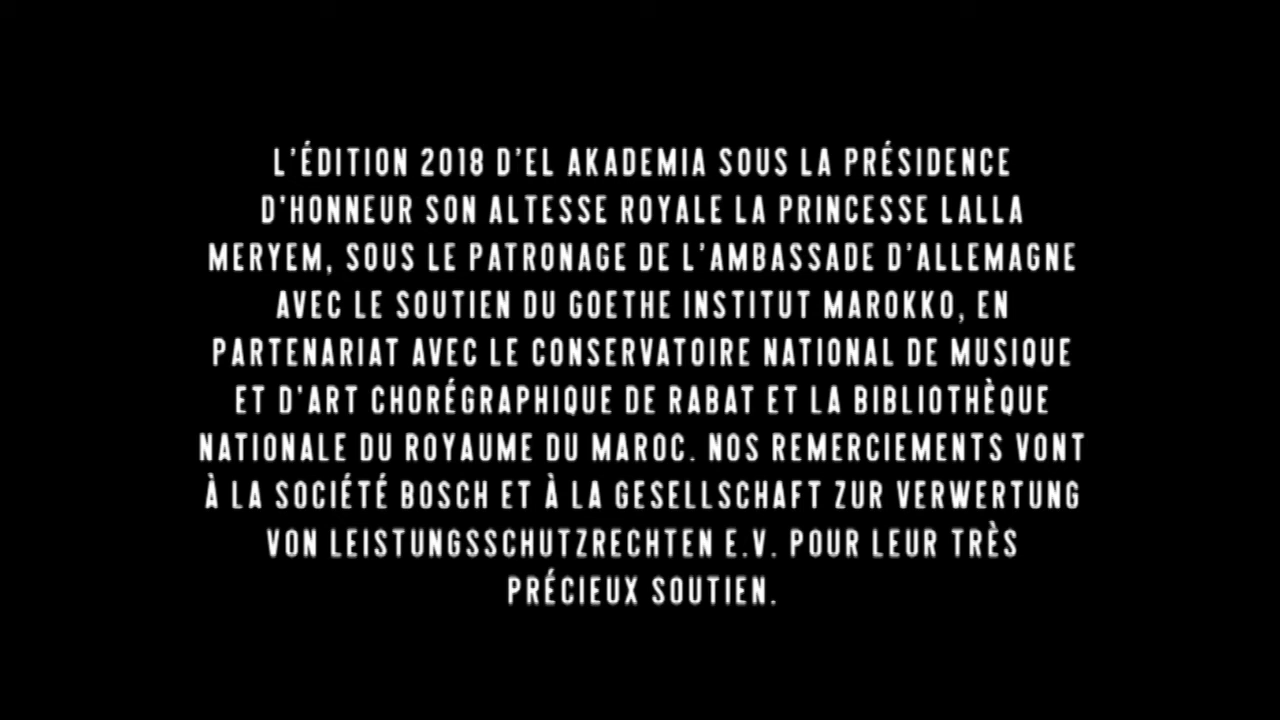 L'ÉDITION 2018 D'EL AKADEMIA SOUS LA PRÉSIDENCE
D'HONNEUR SON ALTESSE ROYALE LA PRINCESSE LALLA
MERYEM, SOUS LE PATRONAGE DE L'AMBASSADE D'ALLEMAGNE
AVEC LE SOUTIEN DU GOETHE INSTITUT MAROKKO, EN
PARTENARIAT AVEC LE CONSERVATOIRE NATIONAL DE MUSIQUE
ET D'ART CHORÉGRAPHIQUE DE RABAT ET LA BIBLIOTHÈQUE
NATIONALE DU ROYAUME DU MAROC. NOS REMERCIEMENTS VONT
À LA SOCIÉTÉ BOSCH ET À LA GESELLSCHAFT ZUR VERWERTUNG
VON LEISTUNGSSCHUTZRECHTEN E.V. POUR LEUR TRÈS
PRÉCIEUX SOUTIEN.